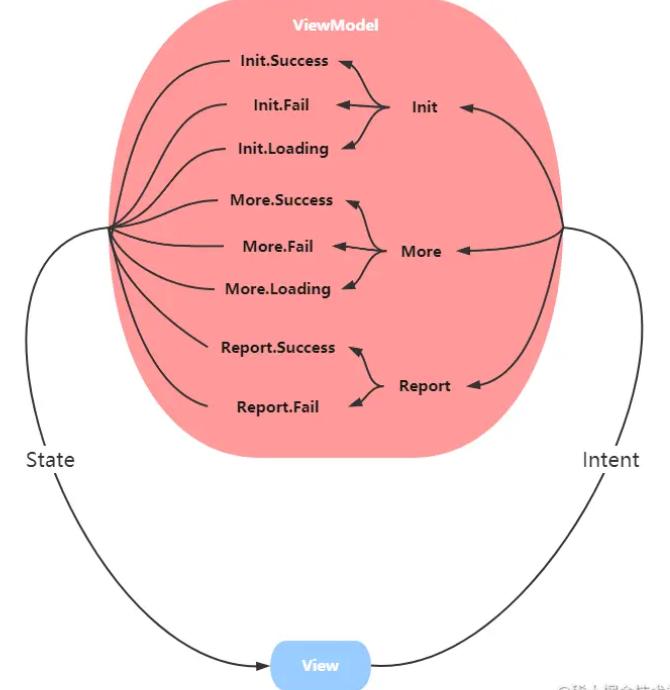 ViewModel
Init.Success
Init.Fail
Init
Init.Loading
More.Success
More.Fail
More
More.Loading
Report.Success
Report
Report.Fail
State
Intent
View